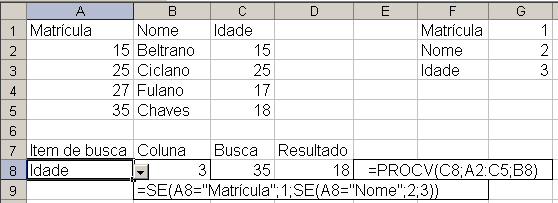 A B C D E F G
1 Matrícula Nome Idade Matrícula 1
2 15 Beltrano 15 Nome 2
3 25 Ciclano 25 Idade 3
4 27 Fulano 17
5 35 Chaves 18
6
7 Item de busca Coluna Busca Resultado
8 Idade 3 35 18 =PROCV(C8;A2:C5;B8)
9 =SE(A8="Matrícula";1;SE(A8="Nome";2;3))